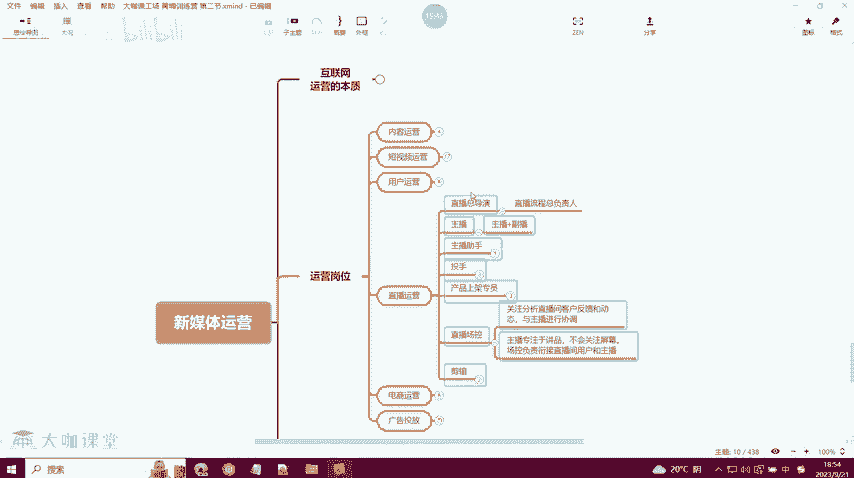 文件 编辑 插入 查看 帮助 大咖课工场 营训练营 第二节.xmind - 已编辑
思维导图 大纲 子主题 概要 外框 ZEN 分享 图标 格式
互联网
运营的本质
内容运营
短视频运营
用户运营
直播总导演 直播流程总负责人
主播 主播+副播
主播助手
投手
运营岗位
产品上架专员
直播运营
关注分析直播间客户反馈和动
态，与主播进行协调
新媒体运营
直播场控
主播专注于讲品，不会关注屏幕。
场控负责衔接直播间用户和主播
剪辑
电商运营
广告投放
大咖课堂
主题: 10 / 438 100%
搜索 20°C 阴 中 18:54
2023/9/21